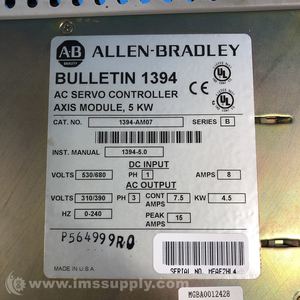 AB ALLEN-BRADLEY
BULLETIN 1394
AC SERVO CONTROLLER
AXIS MODULE, 5 KW
CAT. NO. 1394-AM07 SERIES B
INST. MANUAL 1394-5.0
DC INPUT
VOLTS 530/680 PH 1 AMPS 8
AC OUTPUT
VOLTS 310/390 PH 3 CONT AMPS 7.5 KW 4.5
HZ 0-240 PEAK AMPS 15
P564999R0
MADE IN U.S.A.
SERIAL NO.
MGBA0012428
© www.imssupply.com